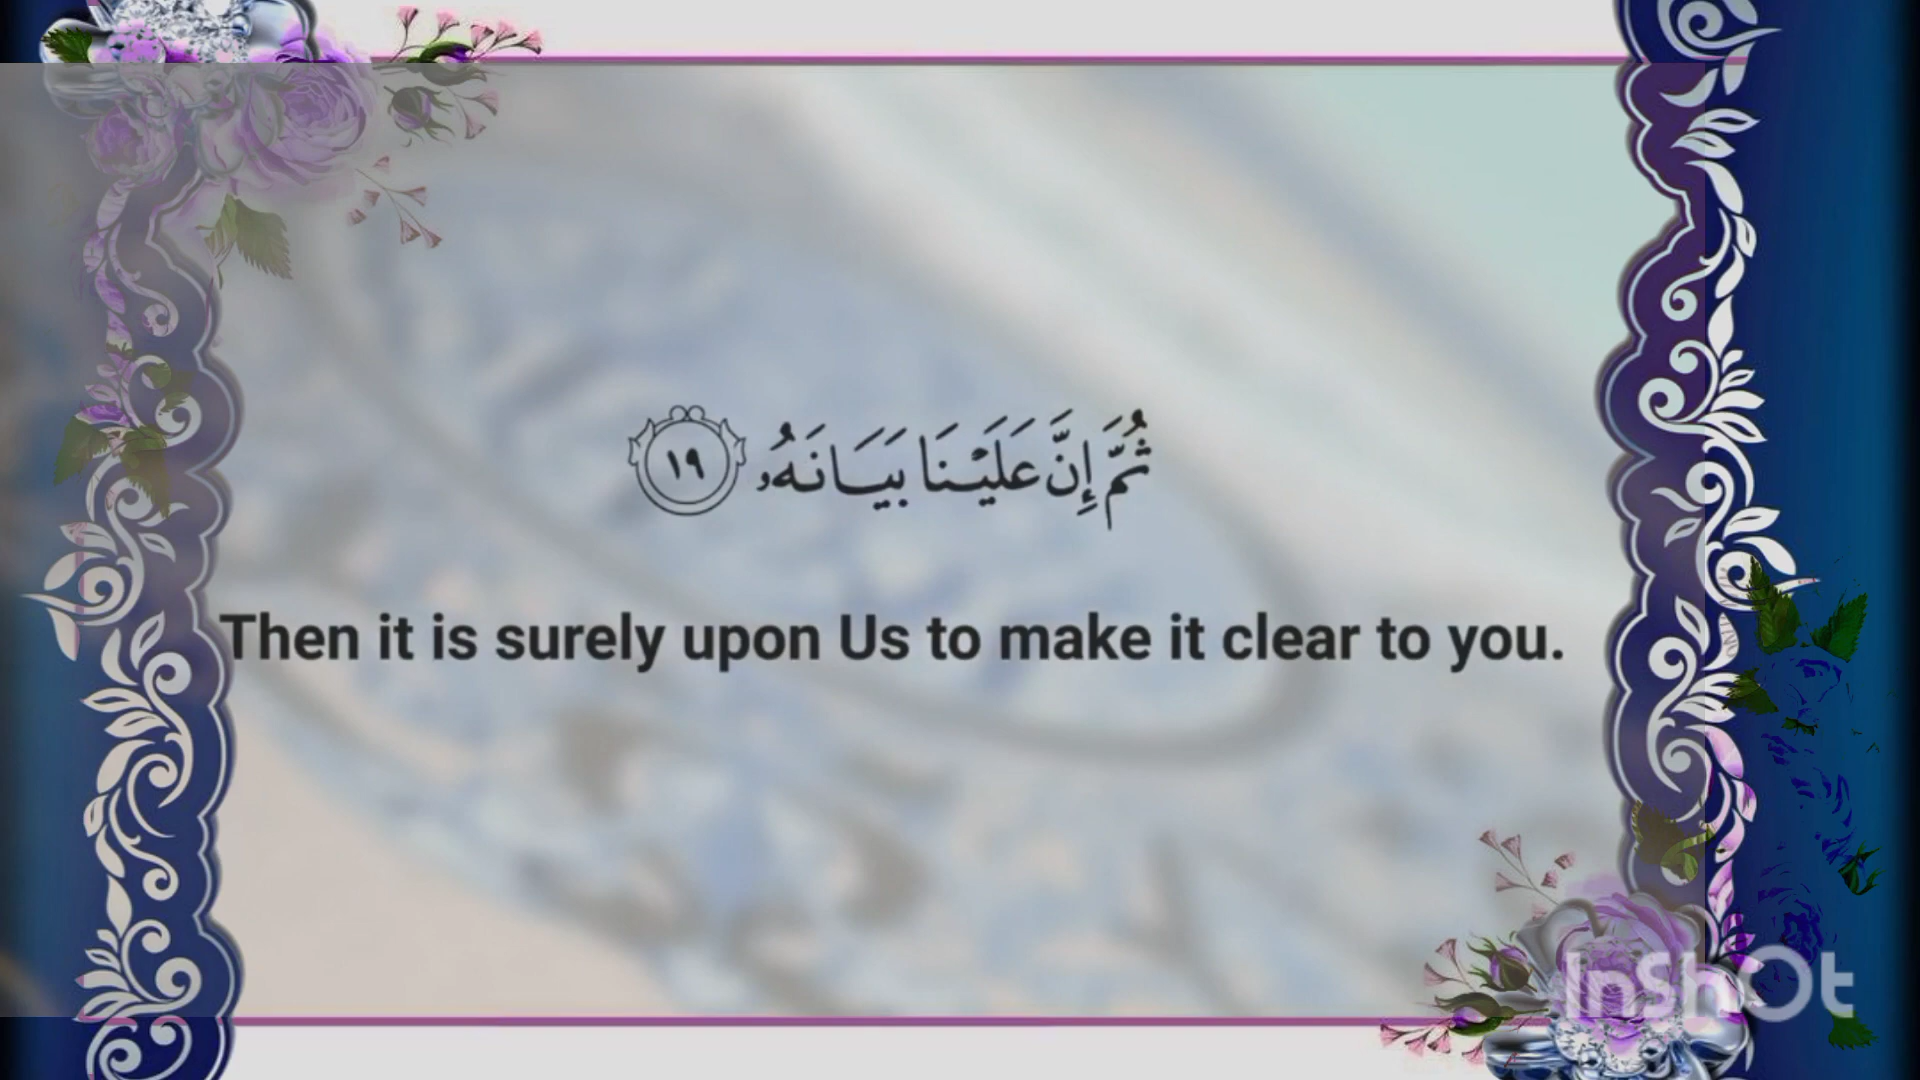 ثُمَّ إِنَّ عَلَيْنَا بَيَانَهُۥ ١٩
Then it is surely upon Us to make it clear to you.
InShOt